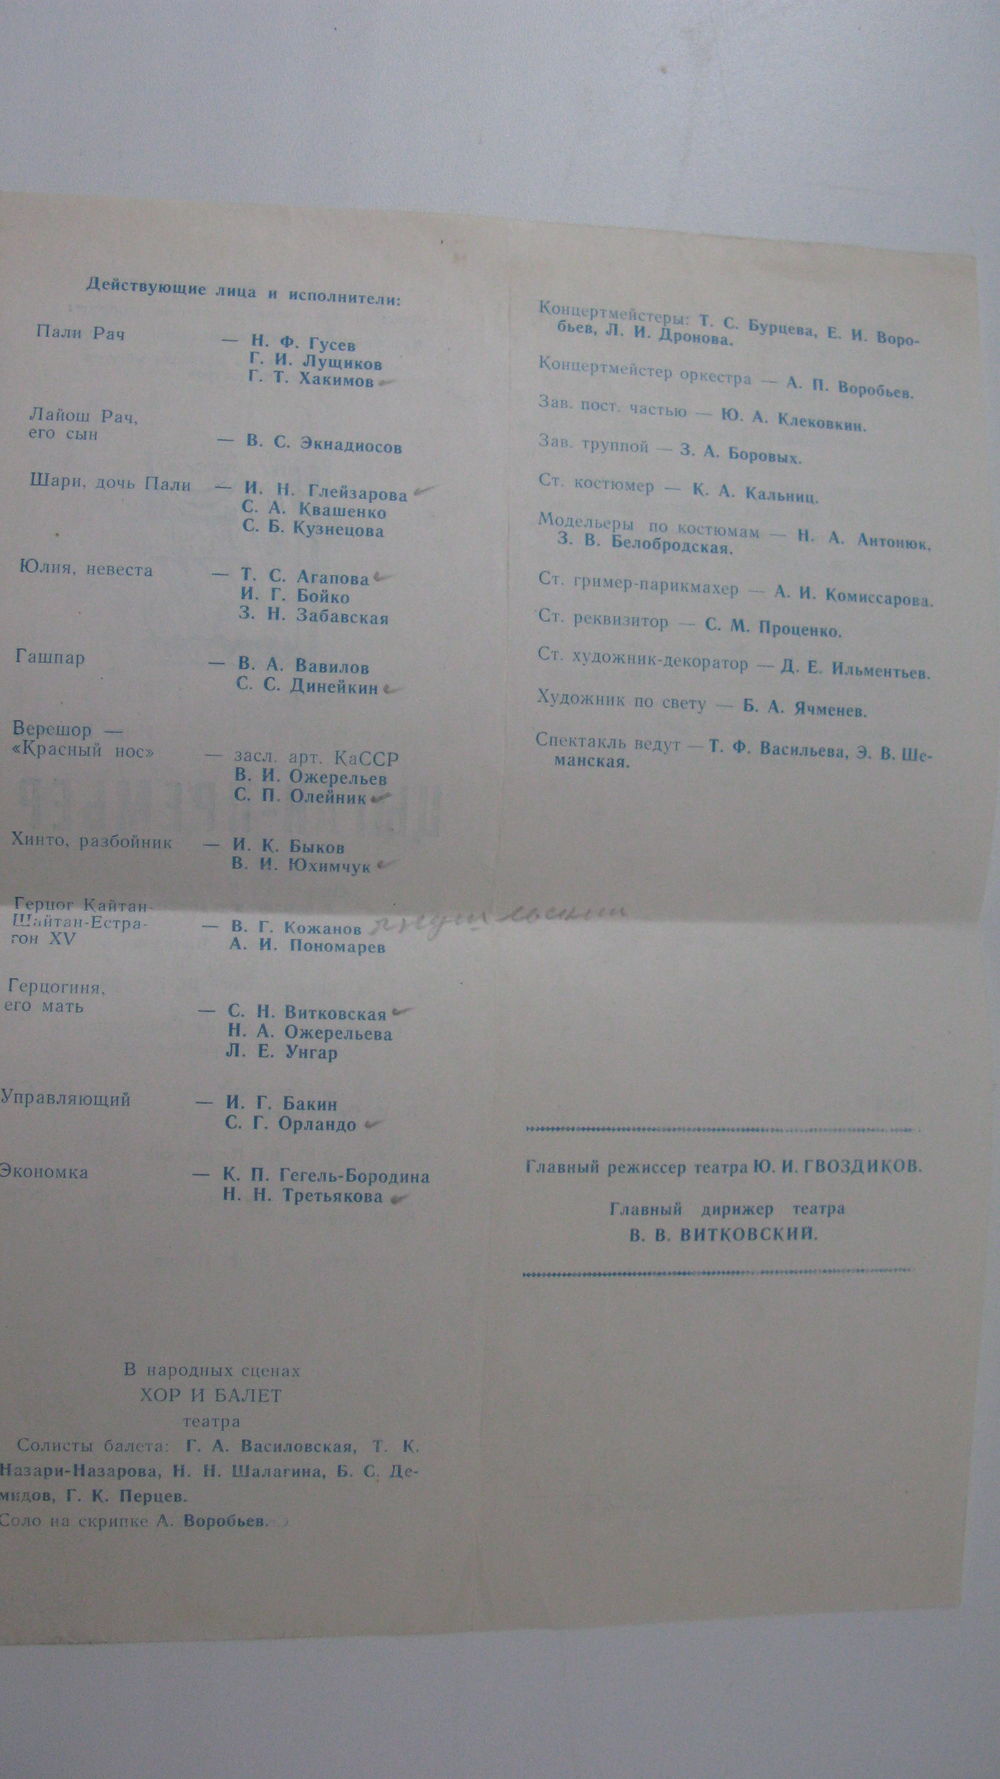 Действующие лица и исполнители:
Пали Рач — Н. Ф. Гусев
Г. И. Лущиков
Г. Т. Хакимов
Лайош Рач,
его сын — В. С. Экнадиосов
Шари, дочь Пали — И. Н. Глейзарова
С. А. Квашенко
С. Б. Кузнецова
Юлия, невеста — Т. С. Агапова
И. Г. Бойко
З. Н. Забавская
Гашпар — В. А. Вавилов
С. С. Динейкин
Верешор —
«Красный нос» — засл. арт. КаССР
В. И. Ожерельев
С. П. Олейник
Хинто, разбойник — И. К. Быков
В. И. Юхимчук
Герцог Кайтан-
Шайтан-Естра- — В. Г. Кожанов
гон XV А. И. Пономарев
Герцогиня,
его мать — С. Н. Витковская
Н. А. Ожерельева
Л. Е. Унгар
Управляющий — И. Г. Бакин
С. Г. Орландо
Экономка — К. П. Гегель-Бородина
Н. Н. Третьякова
В народных сценах
ХОР И БАЛЕТ
театра
Солисты балета: Г. А. Василовская, Т. К.
Назари-Назарова, Н. Н. Шалагина, Б. С. Де-
мидов, Г. К. Перцев.
Соло на скрипке А. Воробьев.
Концертмейстеры: Т. С. Бурцева, Е. И. Воро-
бьев, Л. И. Дронова.
Концертмейстер оркестра — А. П. Воробьев.
Зав. пост. частью — Ю. А. Клековкин.
Зав. труппой — З. А. Боровых.
Ст. костюмер — К. А. Кальниц.
Модельеры по костюмам — Н. А. Антонюк,
З. В. Белобродская.
Ст. гример-парикмахер — А. И. Комиссарова.
Ст. реквизитор — С. М. Проценко.
Ст. художник-декоратор — Д. Е. Ильментьев.
Художник по свету — Б. А. Ячменев.
Спектакль ведут — Т. Ф. Васильева, Э. В. Ше-
манская.
Главный режиссер театра Ю. И. ГВОЗДИКОВ.
Главный дирижер театра
В. В. ВИТКОВСКИЙ.